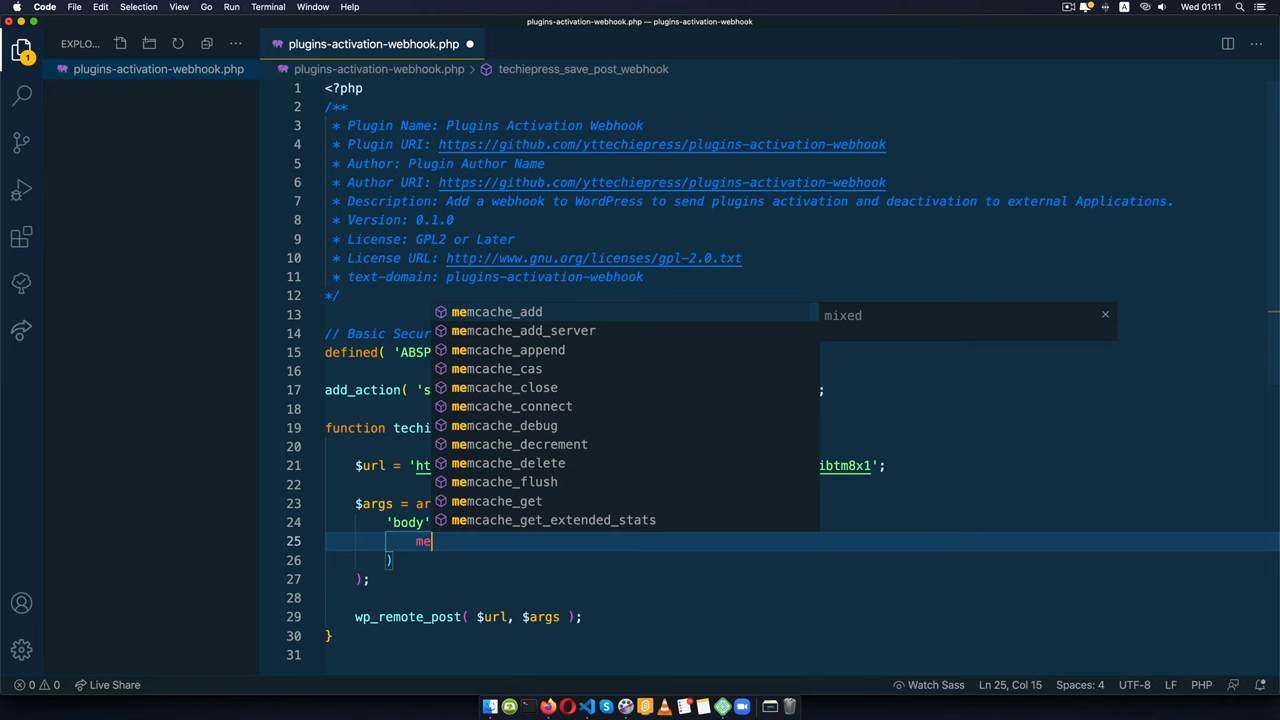 Code File Edit Selection View Go Run Terminal Window Help
A Wed 01:11
plugins-activation-webhook.php — plugins-activation-webhook
EXPLO...
plugins-activation-webhook.php
1
plugins-activation-webhook.php
plugins-activation-webhook.php > techiepress_save_post_webhook
1 <?php
2 /**
3 * Plugin Name: Plugins Activation Webhook
4 * Plugin URI: https://github.com/yttechiepress/plugins-activation-webhook
5 * Author: Plugin Author Name
6 * Author URI: https://github.com/yttechiepress/plugins-activation-webhook
7 * Description: Add a webhook to WordPress to send plugins activation and deactivation to external Applications.
8 * Version: 0.1.0
9 * License: GPL2 or Later
10 * License URL: http://www.gnu.org/licenses/gpl-2.0.txt
11 * text-domain: plugins-activation-webhook
12 */
13
14 // Basic Secur
15 defined( 'ABSP
16
17 add_action( 's ;
18
19 function techi
20
21 $url = 'ht ibtm8x1';
22
23 $args = ar
24 'body'
25 me
26 )
27 );
28
29 wp_remote_post( $url, $args );
30 }
31
memcache_add
mixed
memcache_add_server
memcache_append
memcache_cas
memcache_close
memcache_connect
memcache_debug
memcache_decrement
memcache_delete
memcache_flush
memcache_get
memcache_get_extended_stats
0 0 Live Share
Watch Sass Ln 25, Col 15 Spaces: 4 UTF-8 LF PHP